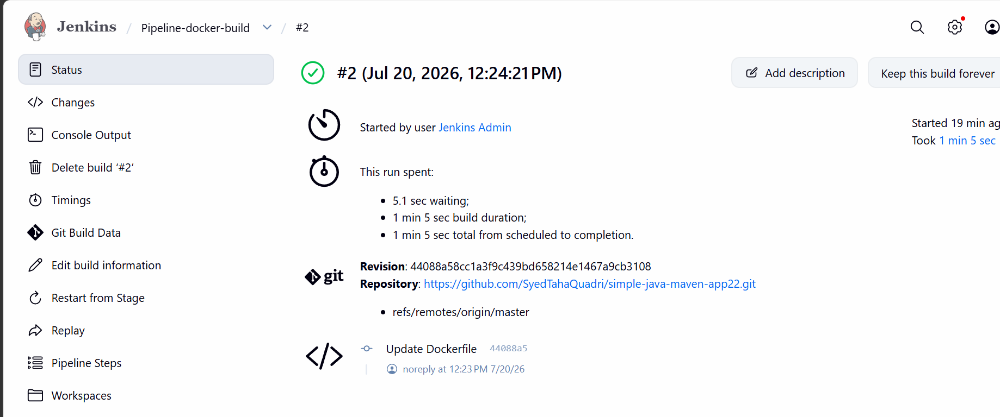 Jenkins / Pipeline-docker-build / #2
Status
Changes
Console Output
Delete build ‘#2’
Timings
Git Build Data
Edit build information
Restart from Stage
Replay
Pipeline Steps
Workspaces
#2 (Jul 20, 2026, 12:24:21 PM)
Add description
Keep this build forever
Started by user Jenkins Admin
Started 19 min ag
Took 1 min 5 sec
This run spent:
• 5.1 sec waiting;
• 1 min 5 sec build duration;
• 1 min 5 sec total from scheduled to completion.
git
Revision: 44088a58cc1a3f9c439bd658214e1467a9cb3108
Repository: https://github.com/SyedTahaQuadri/simple-java-maven-app22.git
• refs/remotes/origin/master
Update Dockerfile 44088a5
noreply at 12:23 PM 7/20/26